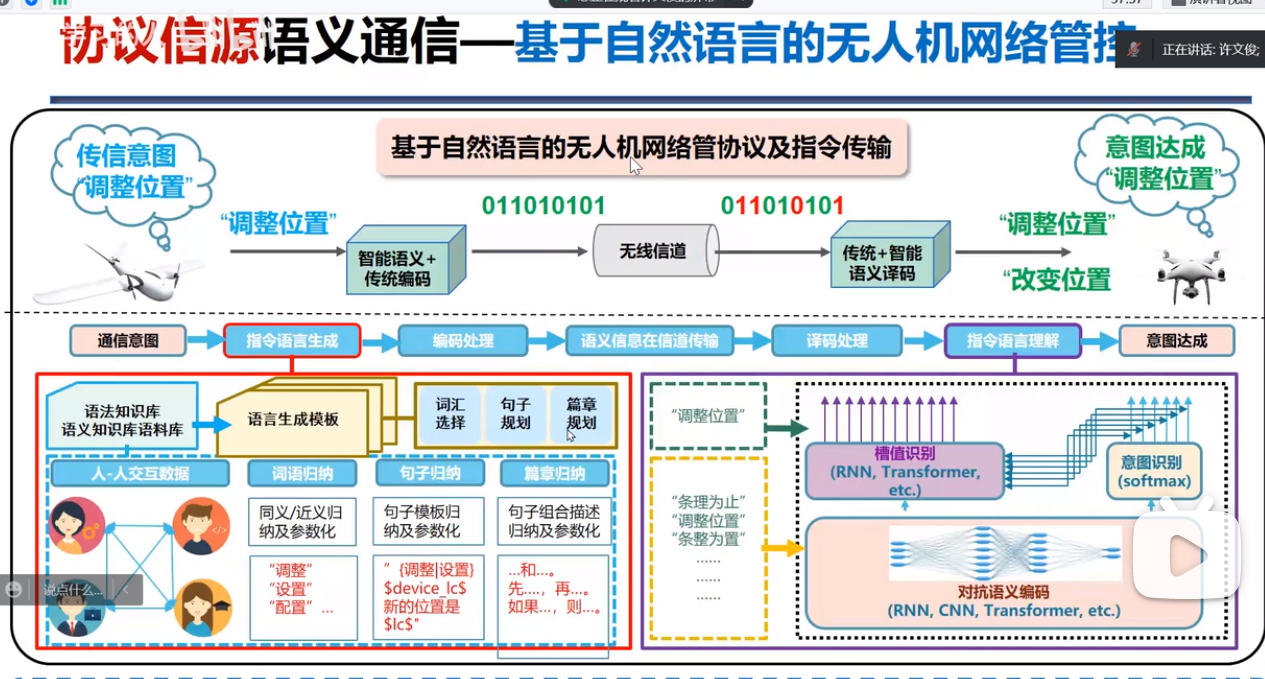 协议信源语义通信—基于自然语言的无人机网络管控
正在讲话: 许文俊;
传信意图
“调整位置”
基于自然语言的无人机网络管协议及指令传输
意图达成
“调整位置”
“调整位置”
智能语义+
传统编码
011010101
无线信道
011010101
传统+智能
语义译码
“调整位置”
“改变位置
通信意图
指令语言生成
编码处理
语义信息在信道传输
译码处理
指令语言理解
意图达成
语法知识库
语义知识库语料库
语言生成模板
词汇
选择
句子
规划
篇章
规划
人-人交互数据
词语归纳
句子归纳
篇章归纳
同义/近义归
纳及参数化
句子模板归
纳及参数化
句子组合描述
归纳及参数化
“调整”
“设置”
“配置” ...
” {调整|设置}
$device_lc$
新的位置是
$lc$"
...和...。
先...，再...。
如果...，则...。
说点什么...
“调整位置”
“条理为止”
“调整位置”
“条整为置”
......
......
......
槽值识别
(RNN, Transformer,
etc.)
意图识别
(softmax)
对抗语义编码
(RNN, CNN, Transformer, etc.)